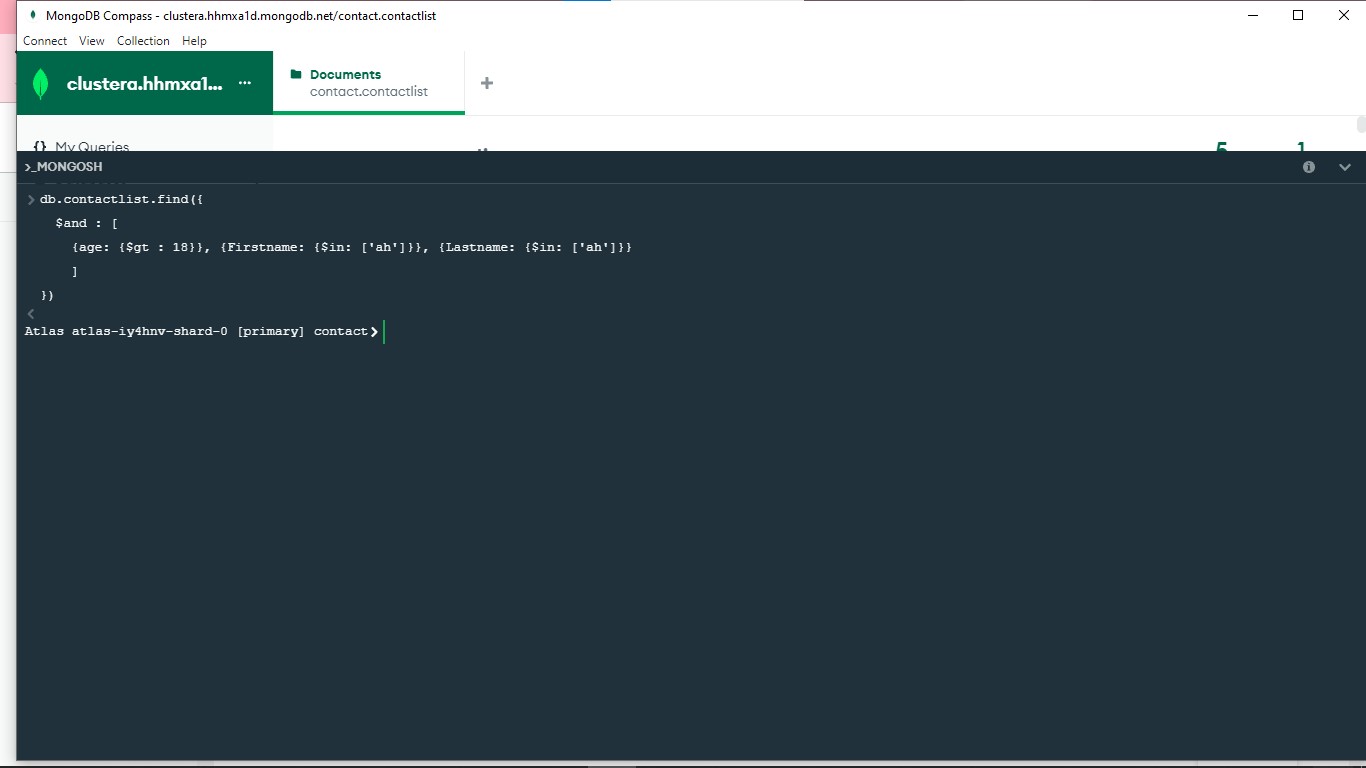 MongoDB Compass - clustera.hhmxa1d.mongodb.net/contact.contactlist
Connect View Collection Help
clustera.hhmxa1... ...
Documents
contact.contactlist
+
{} My Queries
5 1
>_MONGOSH
> db.contactlist.find({
$and : [
{age: {$gt : 18}}, {Firstname: {$in: ['ah']}}, {Lastname: {$in: ['ah']}}
]
})
<
Atlas atlas-iy4hnv-shard-0 [primary] contact>